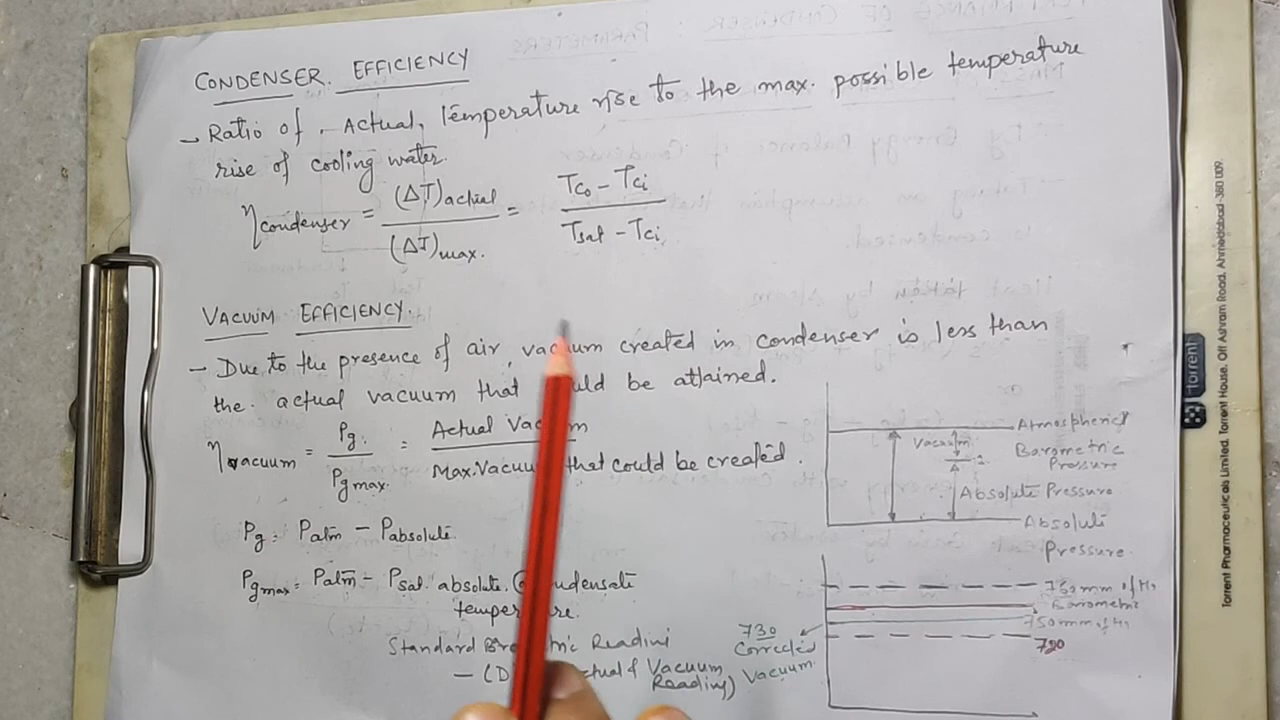 CONDENSER EFFICIENCY
- Ratio of Actual Temperature rise to the max. possible temperature
rise of cooling water.
ηcondenser = (ΔT)actual / (ΔT)max. = Tco - Tci / Tsat - Tci
VACUUM EFFICIENCY.
- Due to the presence of air, vacuum created in condenser is less than
the actual vacuum that could be attained.
ηvacuum = Pg / Pgmax. = Actual Vacuum / Max. Vacuum that could be created.
Pg = Patm - Pabsolute.
Pgmax = Patm - Psat absolute @ condensate
temperature.
Standard Readini
- (D ctual & Vacuum
Reading)
Atmospheric/
Barometric
Pressure
Vacuum
Absolute Pressure
Absolute
Pressure.
mm of Hg
Barometric
750mm of Hg
730
Corrected
Vacuum
torrent
Torrent Pharmaceuticals Limited. Torrent House. Off Ashram Road, Ahmedabad-380 009.